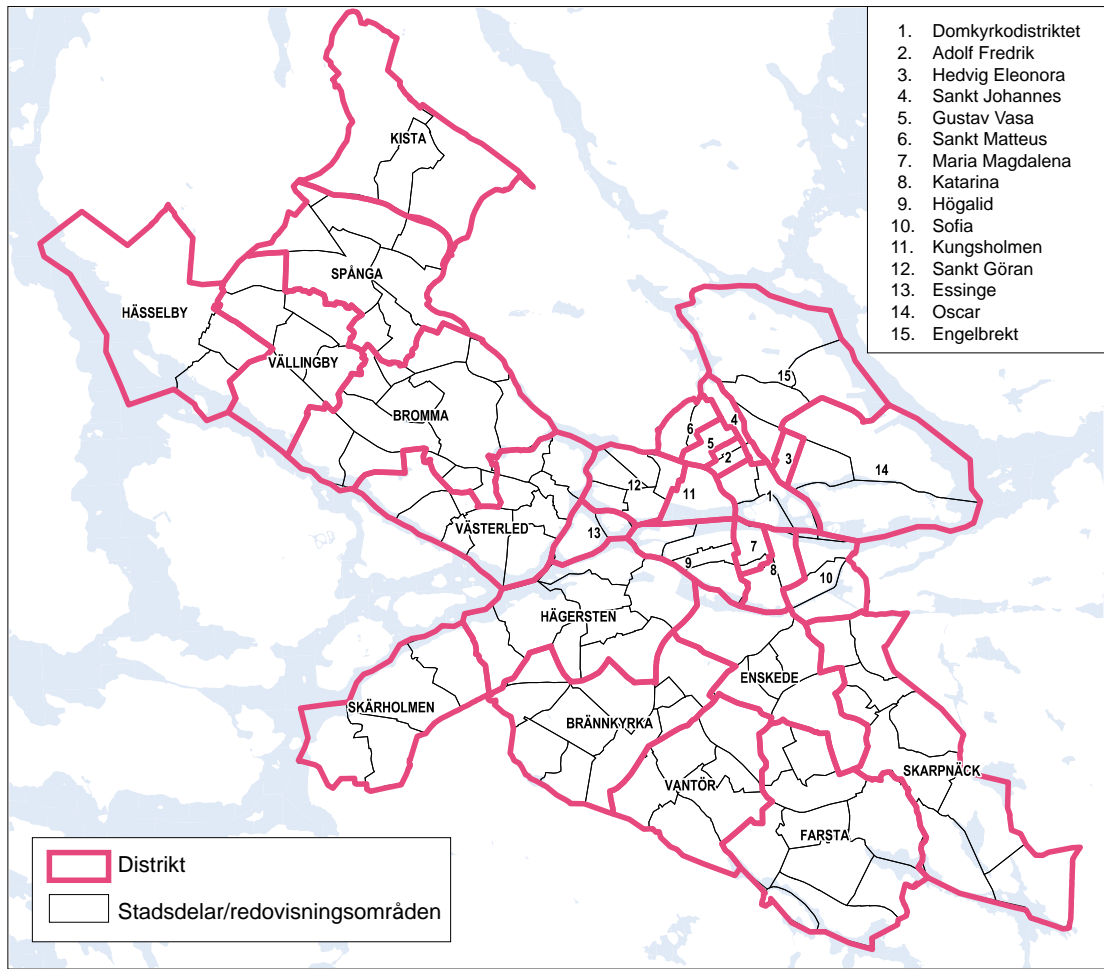 1. Domkyrkodistriktet
2. Adolf Fredrik
3. Hedvig Eleonora
4. Sankt Johannes
5. Gustav Vasa
6. Sankt Matteus
7. Maria Magdalena
8. Katarina
9. Högalid
10. Sofia
11. Kungsholmen
12. Sankt Göran
13. Essinge
14. Oscar
15. Engelbrekt
KISTA
SPÅNGA
HÄSSELBY
VÄLLINGBY
BROMMA
15
4
6
5
2
3
14
12
11
1
VÄSTERLED
13
7
9
8
10
HÄGERSTEN
ENSKEDE
SKÄRHOLMEN
BRÄNNKYRKA
SKARPNÄCK
VANTÖR
FARSTA
Distrikt
Stadsdelar/redovisningsområden